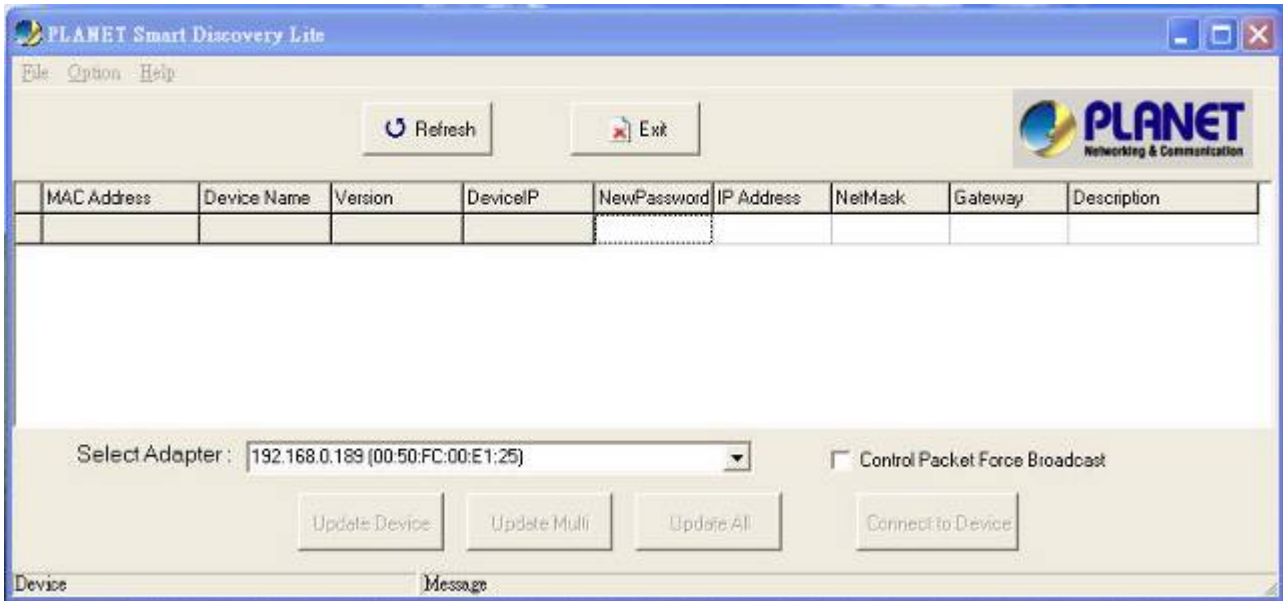 PLANET Smart Discovery Lite
File Option Help
Refresh Exit
PLANET
Networking & Communication
MAC Address Device Name Version DeviceIP NewPassword IP Address NetMask Gateway Description
Select Adapter : 192.168.0.189 (00:50:FC:00:E1:25) Control Packet Force Broadcast
Update Device Update Multi Update All Connect to Device
Device Message